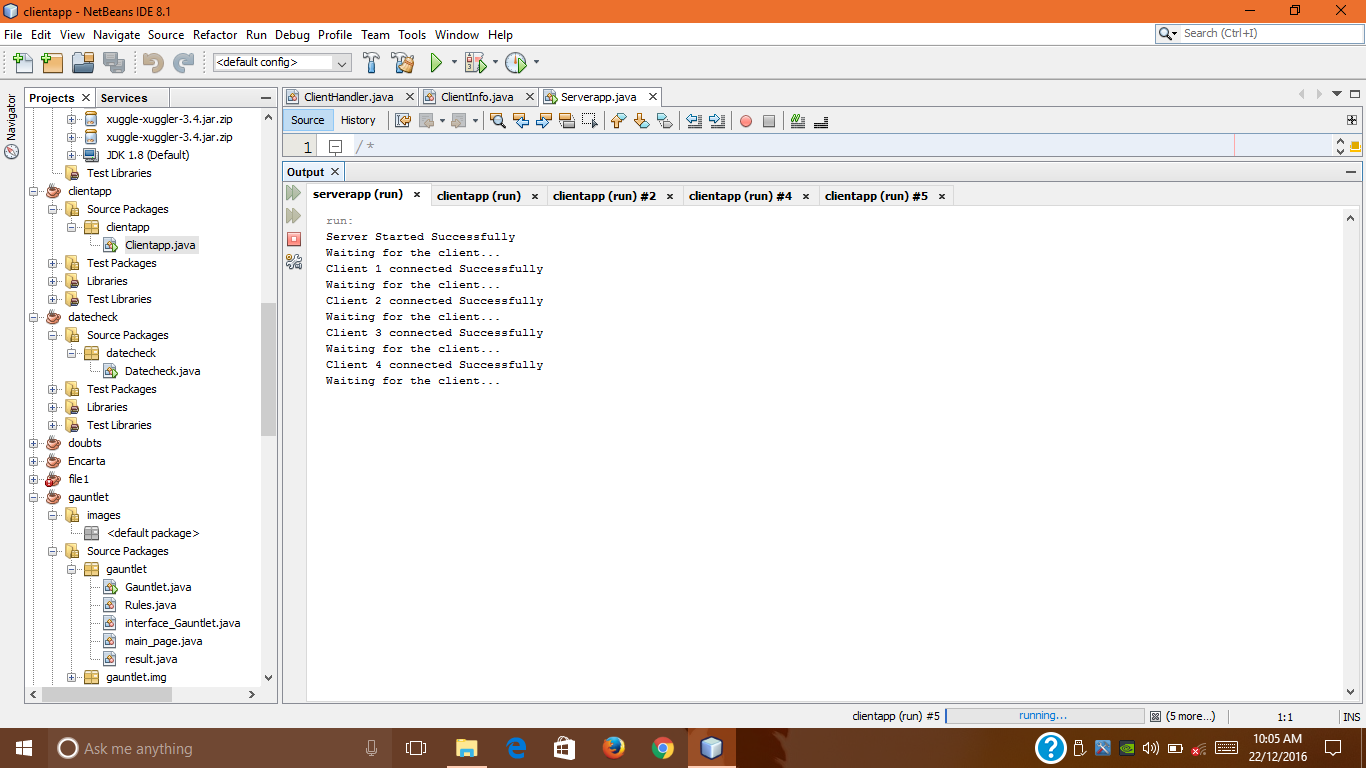 clientapp - NetBeans IDE 8.1
File Edit View Navigate Source Refactor Run Debug Profile Team Tools Window Help
Search (Ctrl+I)
<default config>
Navigator
Projects
Services
xuggle-xuggler-3.4.jar.zip
xuggle-xuggler-3.4.jar.zip
JDK 1.8 (Default)
Test Libraries
clientapp
Source Packages
clientapp
Clientapp.java
Test Packages
Libraries
Test Libraries
datecheck
Source Packages
datecheck
Datecheck.java
Test Packages
Libraries
Test Libraries
doubts
Encarta
file1
gauntlet
images
<default package>
Source Packages
gauntlet
Gauntlet.java
Rules.java
interface_Gauntlet.java
main_page.java
result.java
gauntlet.img
ClientHandler.java ClientInfo.java Serverapp.java
Source History
1 /*
Output
serverapp (run) clientapp (run) clientapp (run) #2 clientapp (run) #4 clientapp (run) #5
run:
Server Started Successfully
Waiting for the client...
Client 1 connected Successfully
Waiting for the client...
Client 2 connected Successfully
Waiting for the client...
Client 3 connected Successfully
Waiting for the client...
Client 4 connected Successfully
Waiting for the client...
clientapp (run) #5 running... (5 more...) 1:1 INS
Ask me anything
10:05 AM
22/12/2016